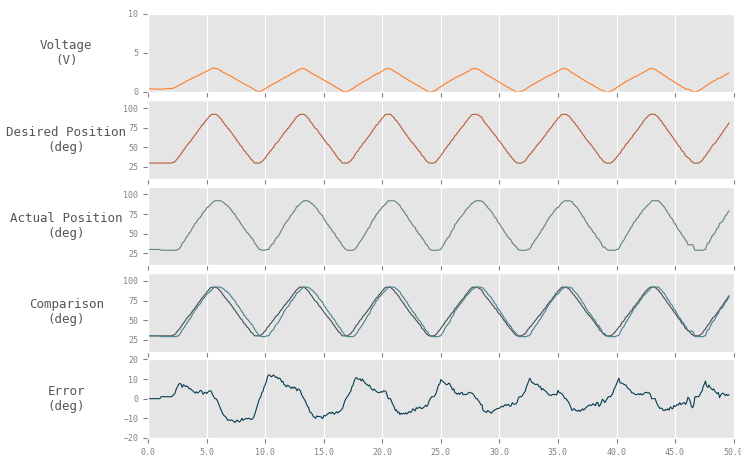 Voltage
(V)
10
5
0
Desired Position
(deg)
100
75
50
25
Actual Position
(deg)
100
75
50
25
Comparison
(deg)
100
75
50
25
Error
(deg)
20
10
0
−10
−20
0.0 5.0 10.0 15.0 20.0 25.0 30.0 35.0 40.0 45.0 50.0